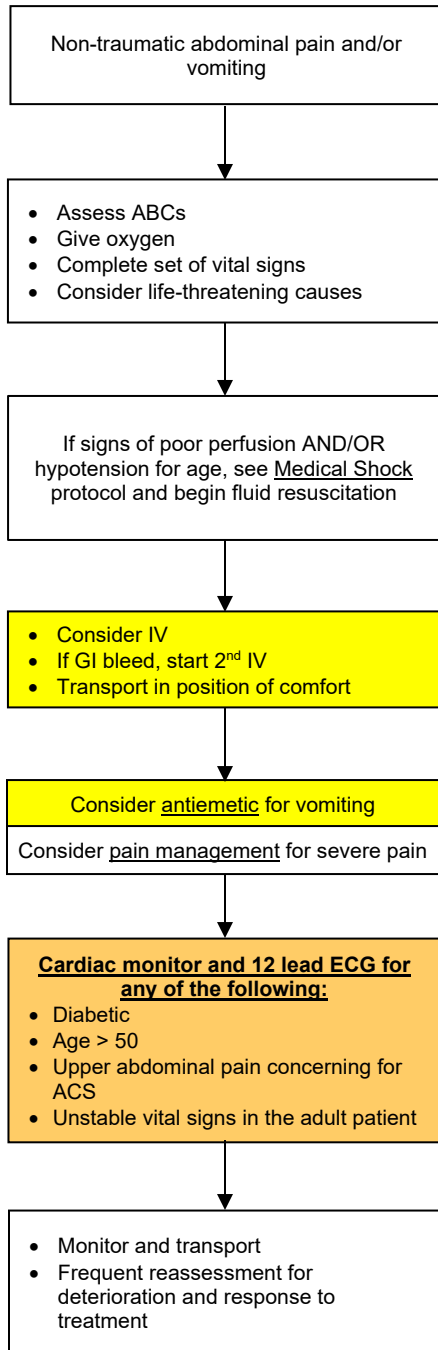 Non-traumatic abdominal pain and/or
vomiting
• Assess ABCs
• Give oxygen
• Complete set of vital signs
• Consider life-threatening causes
If signs of poor perfusion AND/OR
hypotension for age, see Medical Shock
protocol and begin fluid resuscitation
• Consider IV
• If GI bleed, start 2nd IV
• Transport in position of comfort
Consider antiemetic for vomiting
Consider pain management for severe pain
Cardiac monitor and 12 lead ECG for
any of the following:
• Diabetic
• Age > 50
• Upper abdominal pain concerning for
ACS
• Unstable vital signs in the adult patient
• Monitor and transport
• Frequent reassessment for
deterioration and response to
treatment